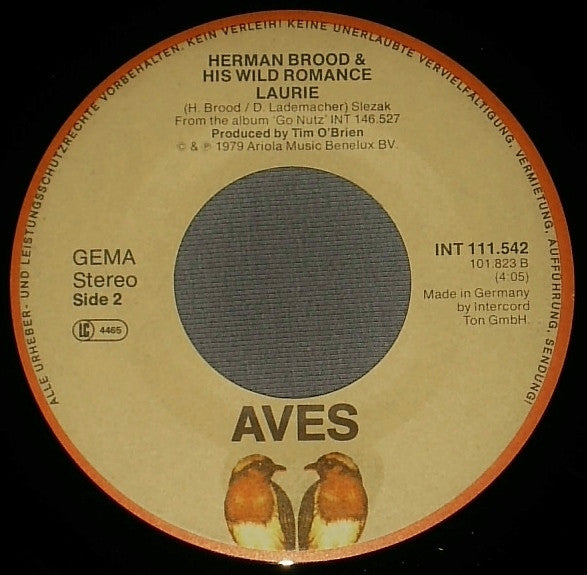 ALLE URHEBER- UND LEISTUNGSSCHUTZRECHTE VORBEHALTEN. KEIN VERLEIH! KEINE UNERLAUBTE VERVIELFÄLTIGUNG, VERMIETUNG, AUFFÜHRUNG, SENDUNG!
HERMAN BROOD &
HIS WILD ROMANCE
LAURIE
(H. Brood / D. Lademacher) Slezak
From the album 'Go Nutz' INT 146.527
Produced by Tim O'Brien
© & ℗ 1979 Ariola Music Benelux BV.
GEMA
Stereo
Side 2
LC 4465
INT 111.542
101.823 B
(4:05)
Made in Germany
by Intercord
Ton GmbH.
AVES